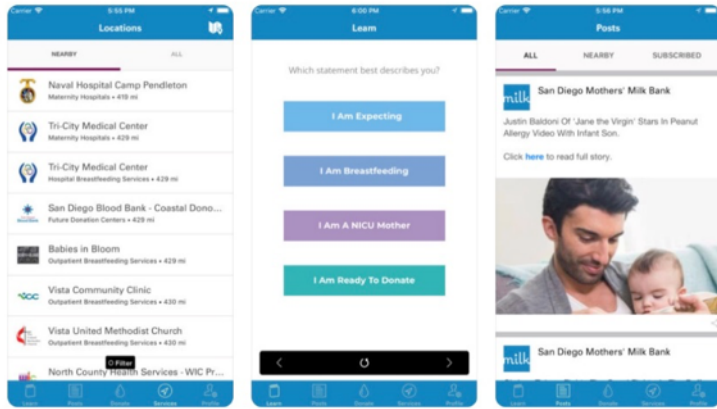 Carrier
5:55 PM
Locations
NEARBY
ALL
Naval Hospital Camp Pendleton
Maternity Hospitals • 419 mi
Tri-City Medical Center
Maternity Hospitals • 429 mi
Tri-City Medical Center
Hospital Breastfeeding Services • 429 mi
San Diego Blood Bank - Coastal Dono...
Future Donation Centers • 429 mi
Babies in Bloom
Outpatient Breastfeeding Services • 429 mi
Vista Community Clinic
Outpatient Breastfeeding Services • 430 mi
Vista United Methodist Church
Outpatient Breastfeeding Services • 430 mi
Filter
North County Health Services - WIC Pr...
Learn
Posts
Donate
Services
Profile
Carrier
6:00 PM
Learn
Which statement best describes you?
I Am Expecting
I Am Breastfeeding
I Am A NICU Mother
I Am Ready To Donate
Learn
Posts
Donate
Services
Profile
Carrier
5:56 PM
Posts
ALL
NEARBY
SUBSCRIBED
milk
San Diego Mothers' Milk Bank
Justin Baldoni Of 'Jane the Virgin' Stars In Peanut
Allergy Video With Infant Son.
Click here to read full story.
milk
San Diego Mothers' Milk Bank
Learn
Posts
Donate
Services
Profile